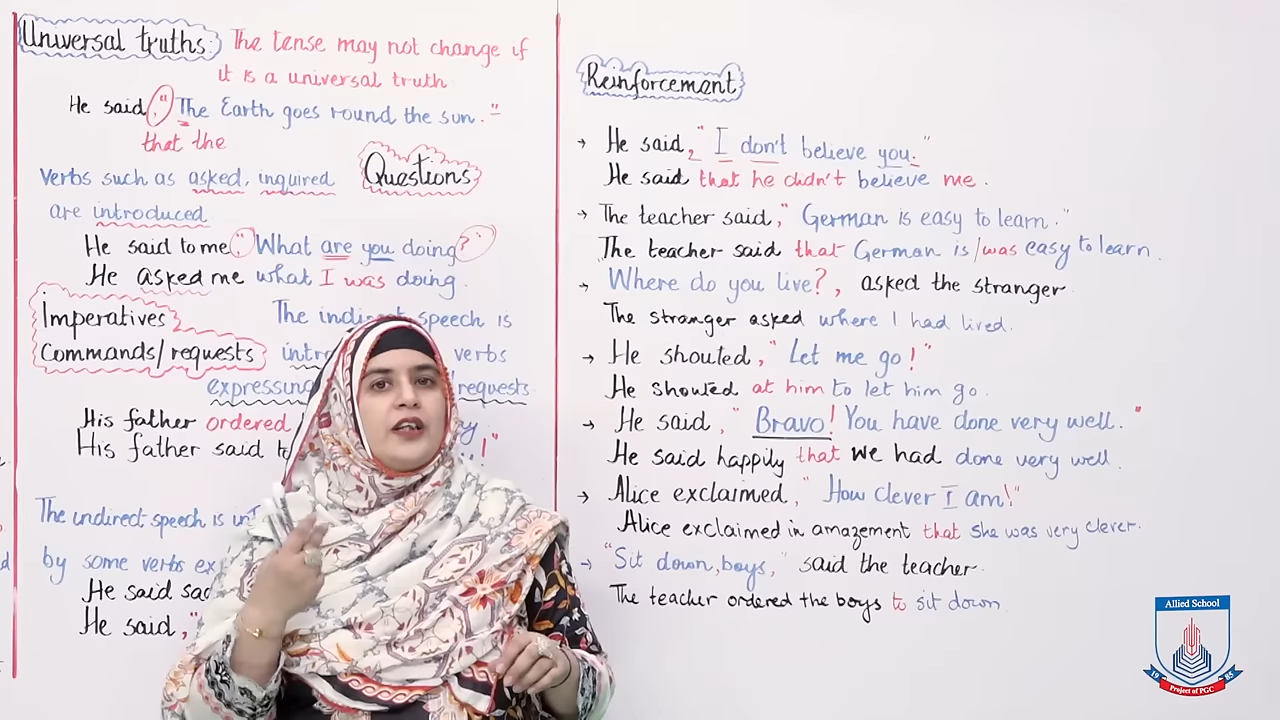 Universal truths: The tense may not change if
it is a universal truth
He said, "The Earth goes round the sun."
that the
verbs such as asked, inquired
Questions
are introduced
He said to me, "What are you doing?"
He asked me what I was doing.
Imperatives
Commands/requests
The indirect speech is
verbs
expressing requests
His father ordered
His father said to !"
The indirect speech is
by some verbs
He said
He said, "
Reinforcement
→ He said, "I don't believe you."
He said that he didn't believe me.
→ The teacher said, "German is easy to learn."
The teacher said that German is/was easy to learn.
→ Where do you live?, asked the stranger
The stranger asked where I had lived.
→ He shouted, "Let me go!"
He shouted at him to let him go.
→ He said, "Bravo! You have done very well."
He said happily that we had done very well.
→ Alice exclaimed, "How clever I am!"
Alice exclaimed in amazement that she was very clever.
→ "Sit down, boys," said the teacher.
The teacher ordered the boys to sit down.
Allied School
19 85
Project of PGC